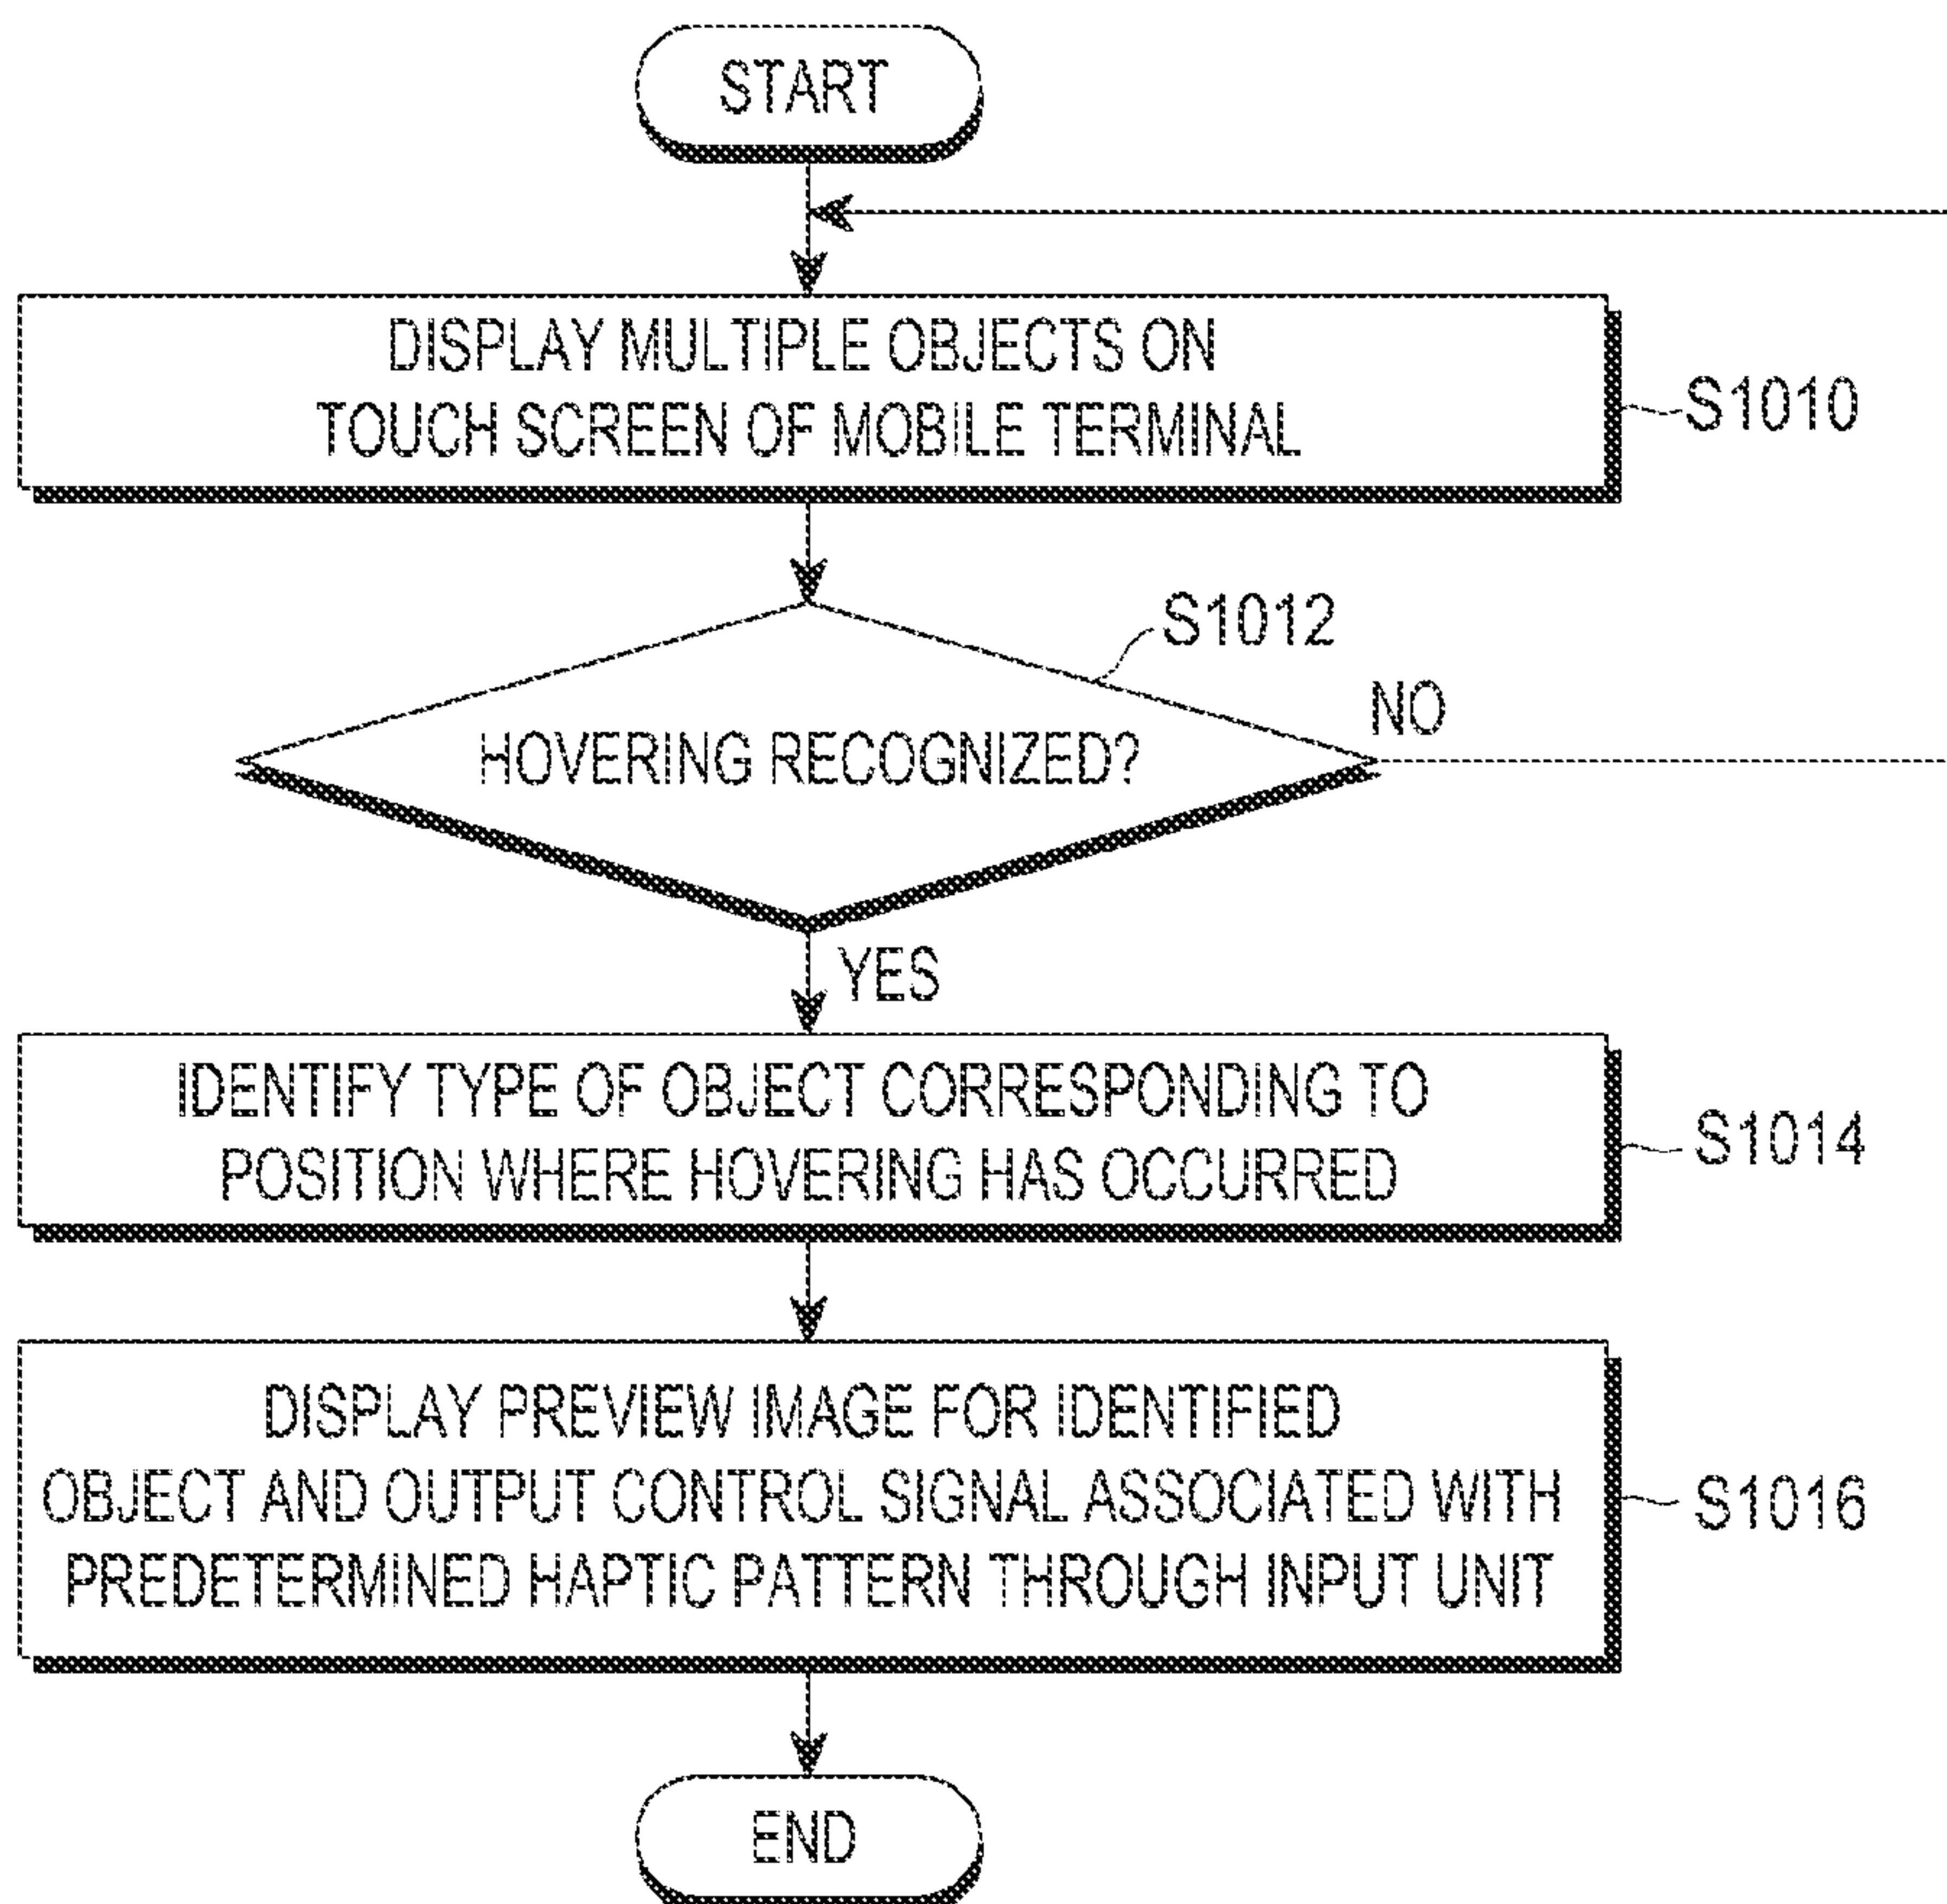 START
DISPLAY MULTIPLE OBJECTS ON
TOUCH SCREEN OF MOBILE TERMINAL
S1010
S1012
HOVERING RECOGNIZED?
NO
YES
IDENTIFY TYPE OF OBJECT CORRESPONDING TO
POSITION WHERE HOVERING HAS OCCURRED
S1014
DISPLAY PREVIEW IMAGE FOR IDENTIFIED
OBJECT AND OUTPUT CONTROL SIGNAL ASSOCIATED WITH
PREDETERMINED HAPTIC PATTERN THROUGH INPUT UNIT
S1016
END